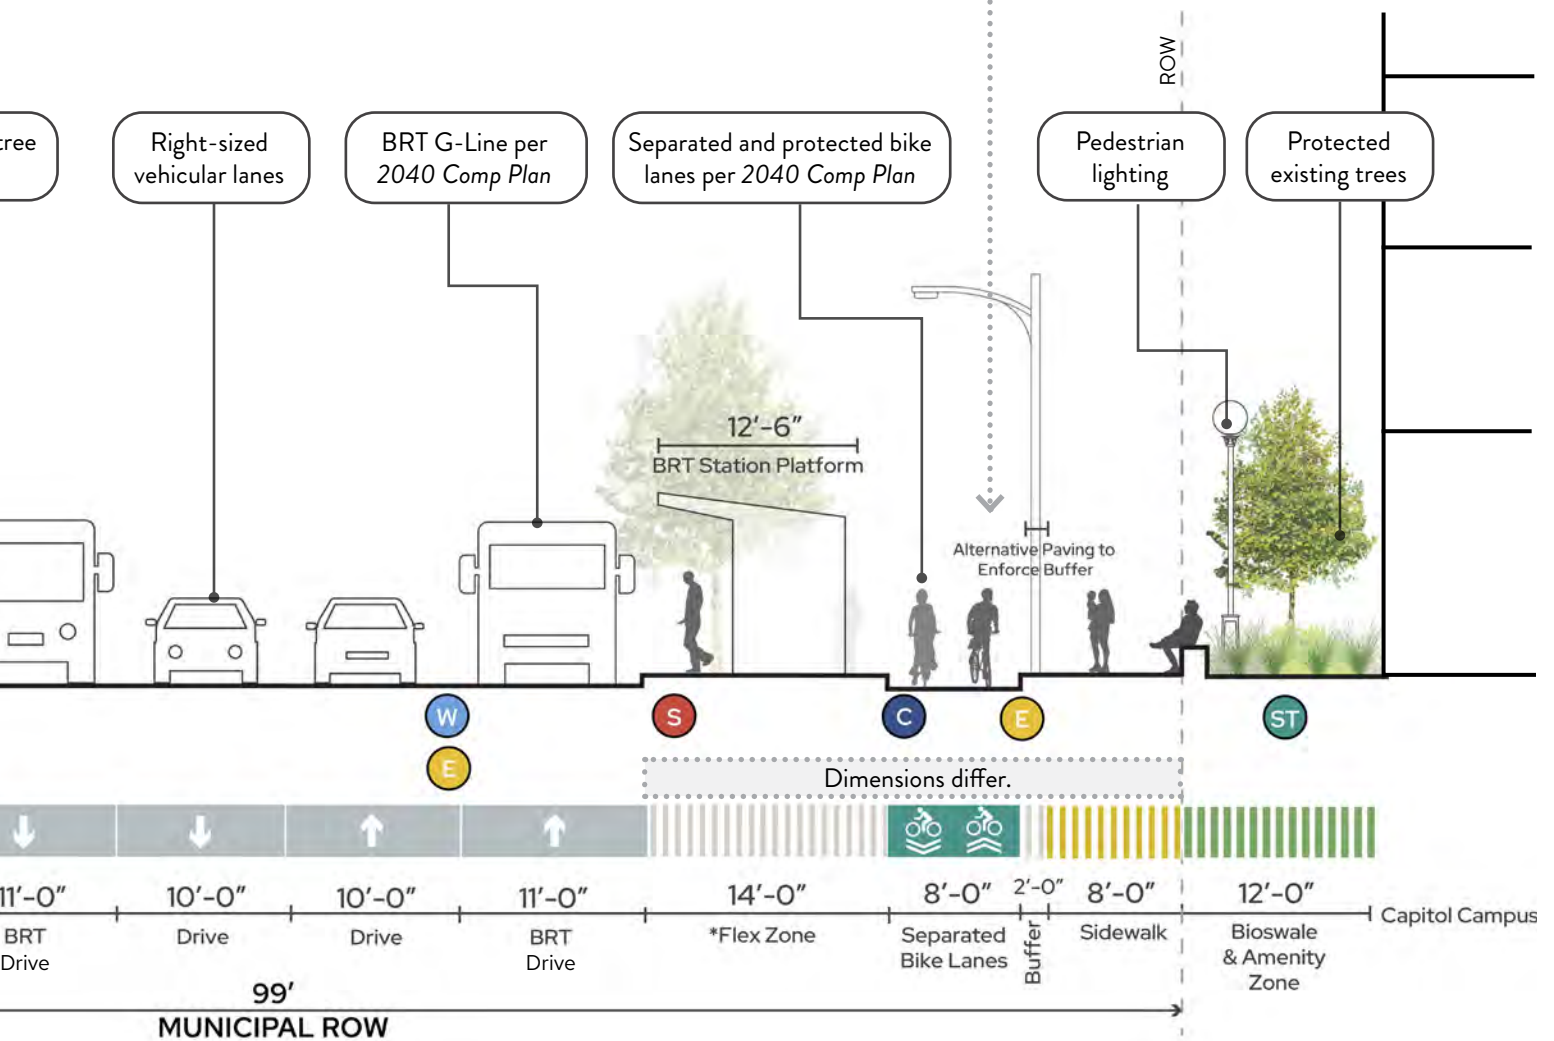 ROW
tree
Right-sized
vehicular lanes
BRT G-Line per
2040 Comp Plan
Separated and protected bike
lanes per 2040 Comp Plan
Pedestrian
lighting
Protected
existing trees
12'-6"
BRT Station Platform
Alternative Paving to
Enforce Buffer
W
S
C
E
ST
E
Dimensions differ.
11'-0"
10'-0"
10'-0"
11'-0"
14'-0"
8'-0"
2'-0"
8'-0"
12'-0"
BRT
Drive
Drive
Drive
BRT
Drive
*Flex Zone
Separated
Bike Lanes
Buffer
Sidewalk
Bioswale
& Amenity
Zone
Capitol Campus
99'
MUNICIPAL ROW